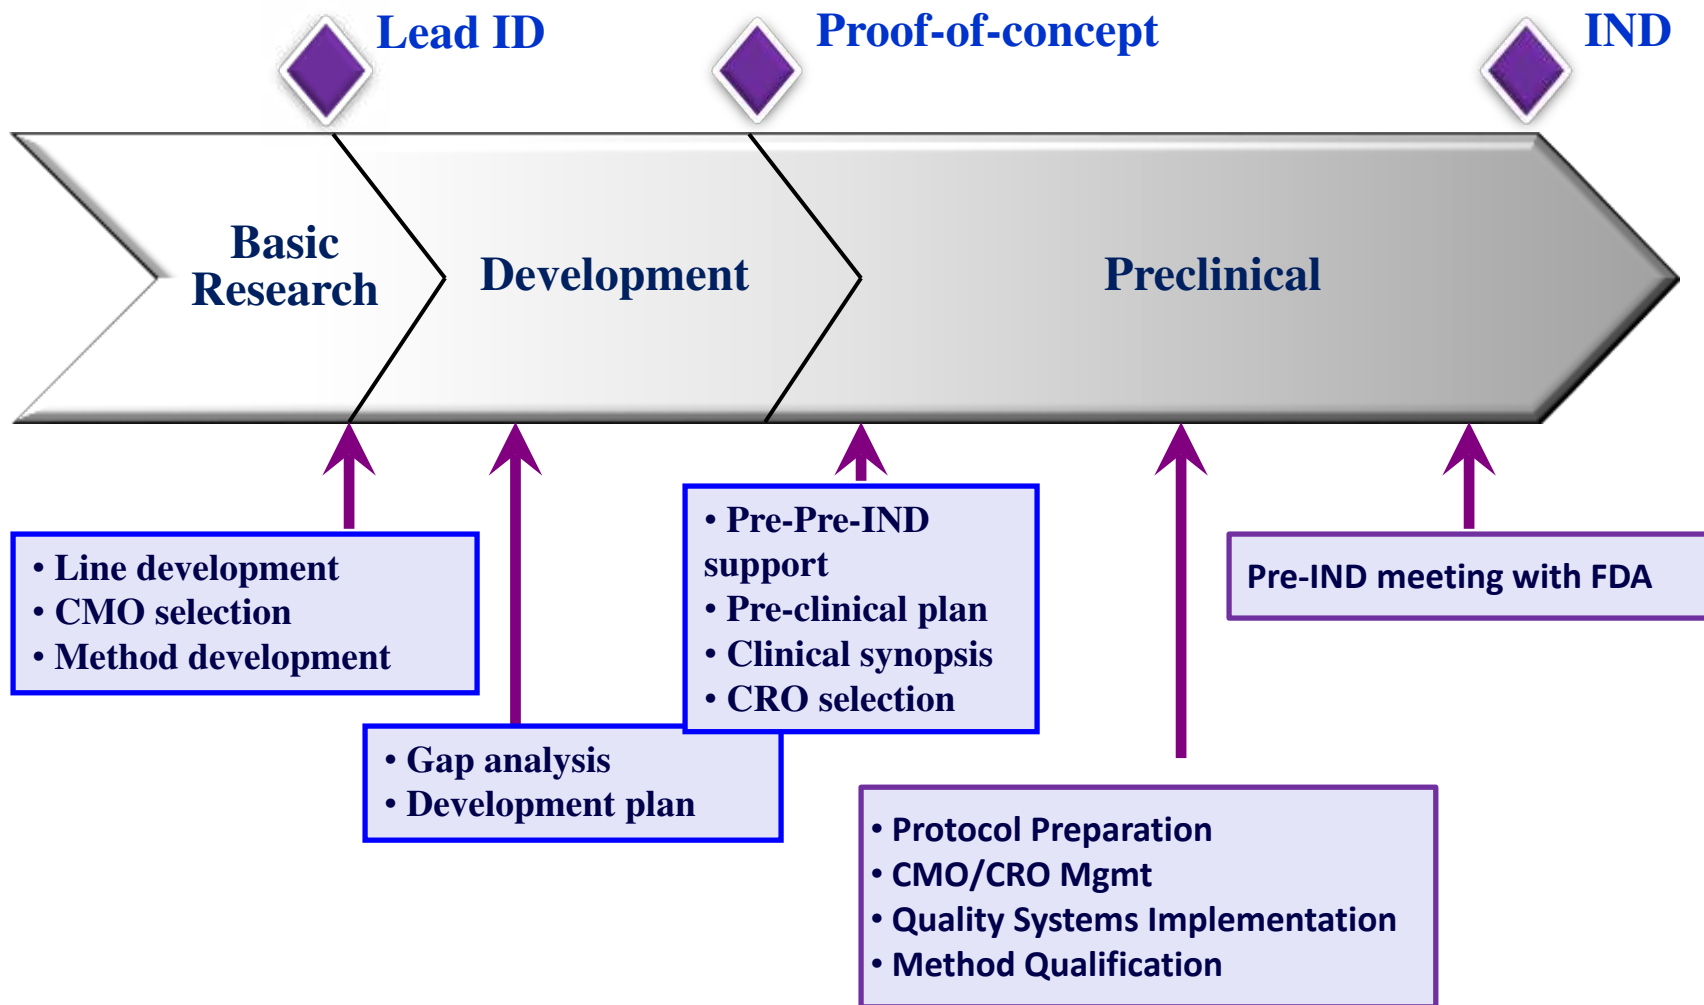 Lead ID
Proof-of-concept
IND
Basic
Research
Development
Preclinical
• Line development
• CMO selection
• Method development
• Gap analysis
• Development plan
• Pre-Pre-IND
support
• Pre-clinical plan
• Clinical synopsis
• CRO selection
• Protocol Preparation
• CMO/CRO Mgmt
• Quality Systems Implementation
• Method Qualification
Pre-IND meeting with FDA